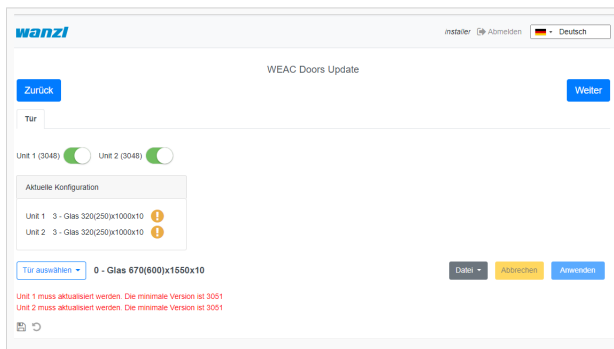 wanzl
installer Abmelden Deutsch
WEAC Doors Update
Zurück Weiter
Tür
Unit 1 (3048) Unit 2 (3048)
Aktuelle Konfiguration
Unit 1 3 - Glas 320(250)x1000x10
Unit 2 3 - Glas 320(250)x1000x10
Tür auswählen 0 - Glas 670(600)x1550x10 Datei Abbrechen Anwenden
Unit 1 muss aktualisiert werden. Die minimale Version ist 3051
Unit 2 muss aktualisiert werden. Die minimale Version ist 3051